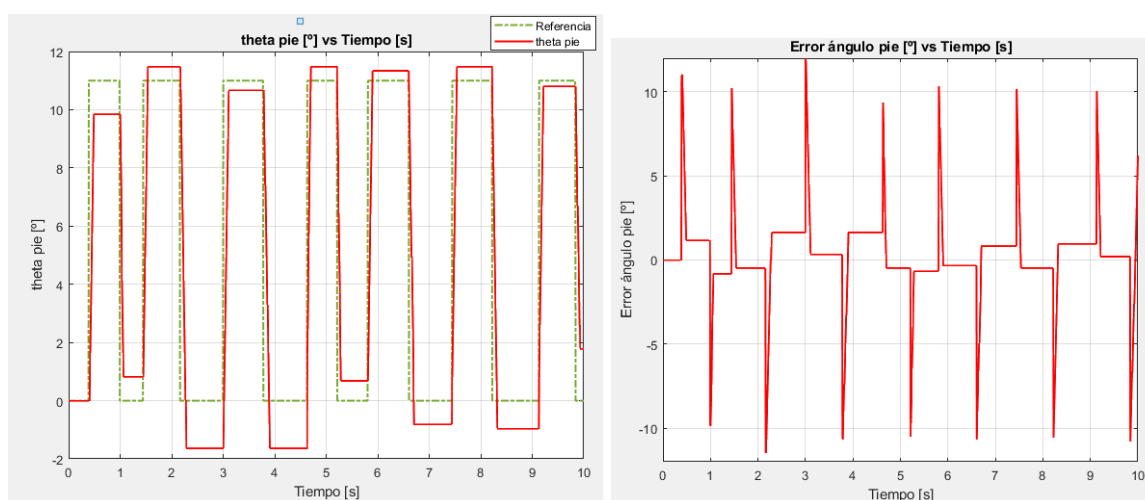 theta pie [º] vs Tiempo [s]
Referencia
theta pie
theta pie [º]
12
10
8
6
4
2
0
-2
0 1 2 3 4 5 6 7 8 9 10
Tiempo [s]
Error ángulo pie [º] vs Tiempo [s]
Error ángulo pie [º]
10
5
0
-5
-10
0 1 2 3 4 5 6 7 8 9 10
Tiempo [s]